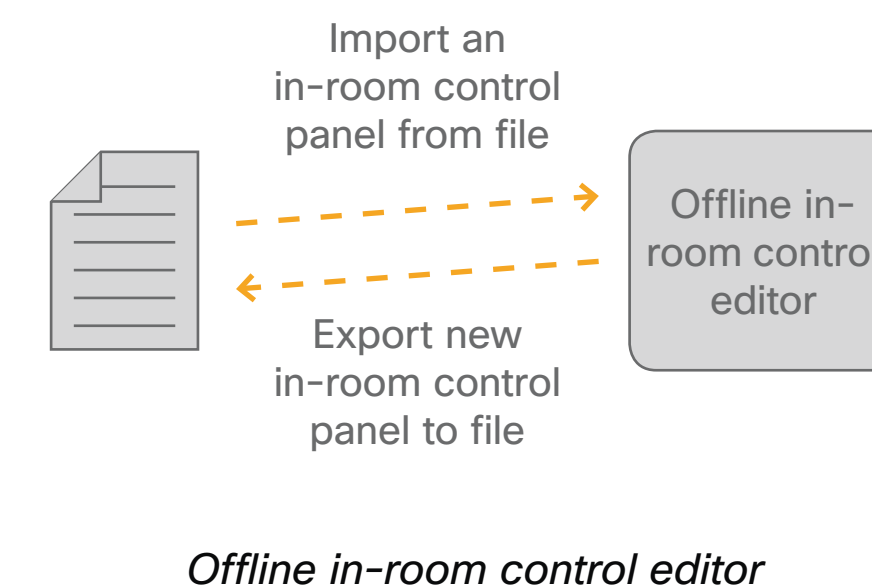 Import an
in-room control
panel from file
Offline in-
room contro
editor
Export new
in-room control
panel to file
Offline in-room control editor